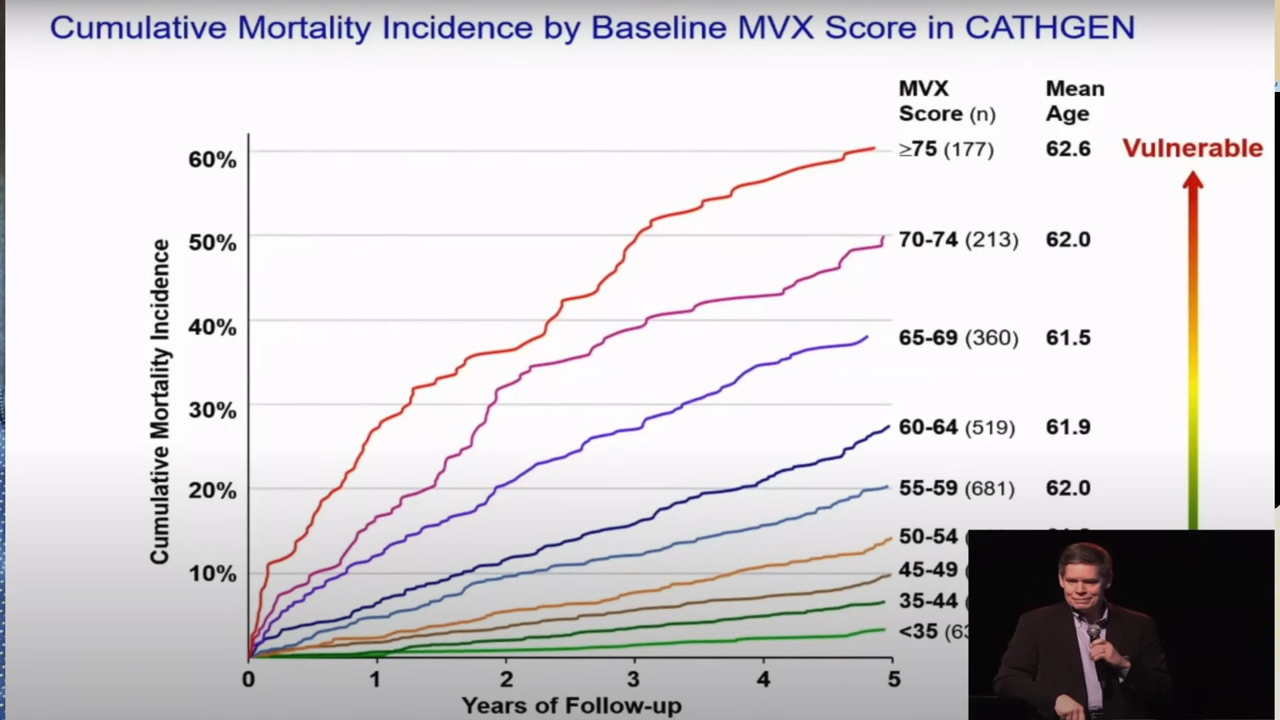 Cumulative Mortality Incidence by Baseline MVX Score in CATHGEN
MVX Score (n)
Mean Age
≥75 (177) 62.6 Vulnerable
70-74 (213) 62.0
65-69 (360) 61.5
60-64 (519) 61.9
55-59 (681) 62.0
50-54 (
45-49 (
35-44 (
<35 (63
Cumulative Mortality Incidence
60%
50%
40%
30%
20%
10%
0 1 2 3 4 5
Years of Follow-up